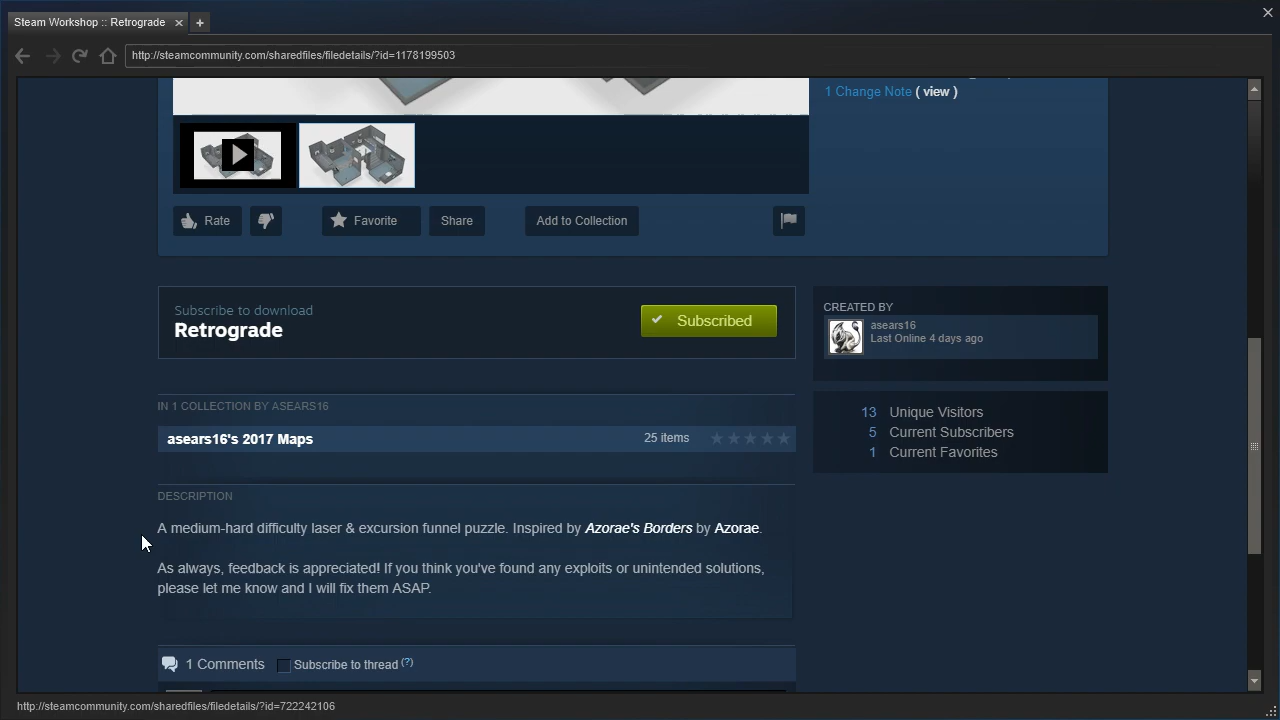 Steam Workshop :: Retrograde
http://steamcommunity.com/sharedfiles/filedetails/?id=1178199503
1 Change Note ( view )
Rate
Favorite
Share
Add to Collection
Subscribe to download
Retrograde
Subscribed
CREATED BY
asears16
Last Online 4 days ago
IN 1 COLLECTION BY ASEARS16
asears16's 2017 Maps
25 items
13 Unique Visitors
5 Current Subscribers
1 Current Favorites
DESCRIPTION
A medium-hard difficulty laser & excursion funnel puzzle. Inspired by Azorae's Borders by Azorae.
As always, feedback is appreciated! If you think you've found any exploits or unintended solutions,
please let me know and I will fix them ASAP.
1 Comments
Subscribe to thread (?)
http://steamcommunity.com/sharedfiles/filedetails/?id=722242106